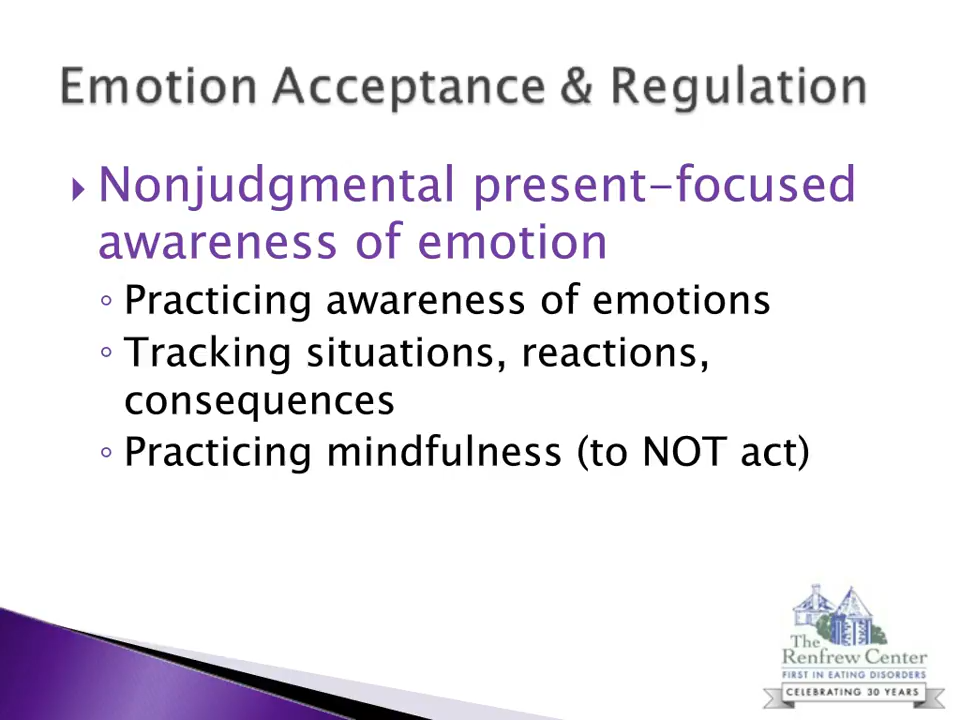 Emotion Acceptance & Regulation
Nonjudgmental present-focused
awareness of emotion
Practicing awareness of emotions
Tracking situations, reactions,
consequences
Practicing mindfulness (to NOT act)
The
Renfrew Center
FIRST IN EATING DISORDERS
CELEBRATING 30 YEARS